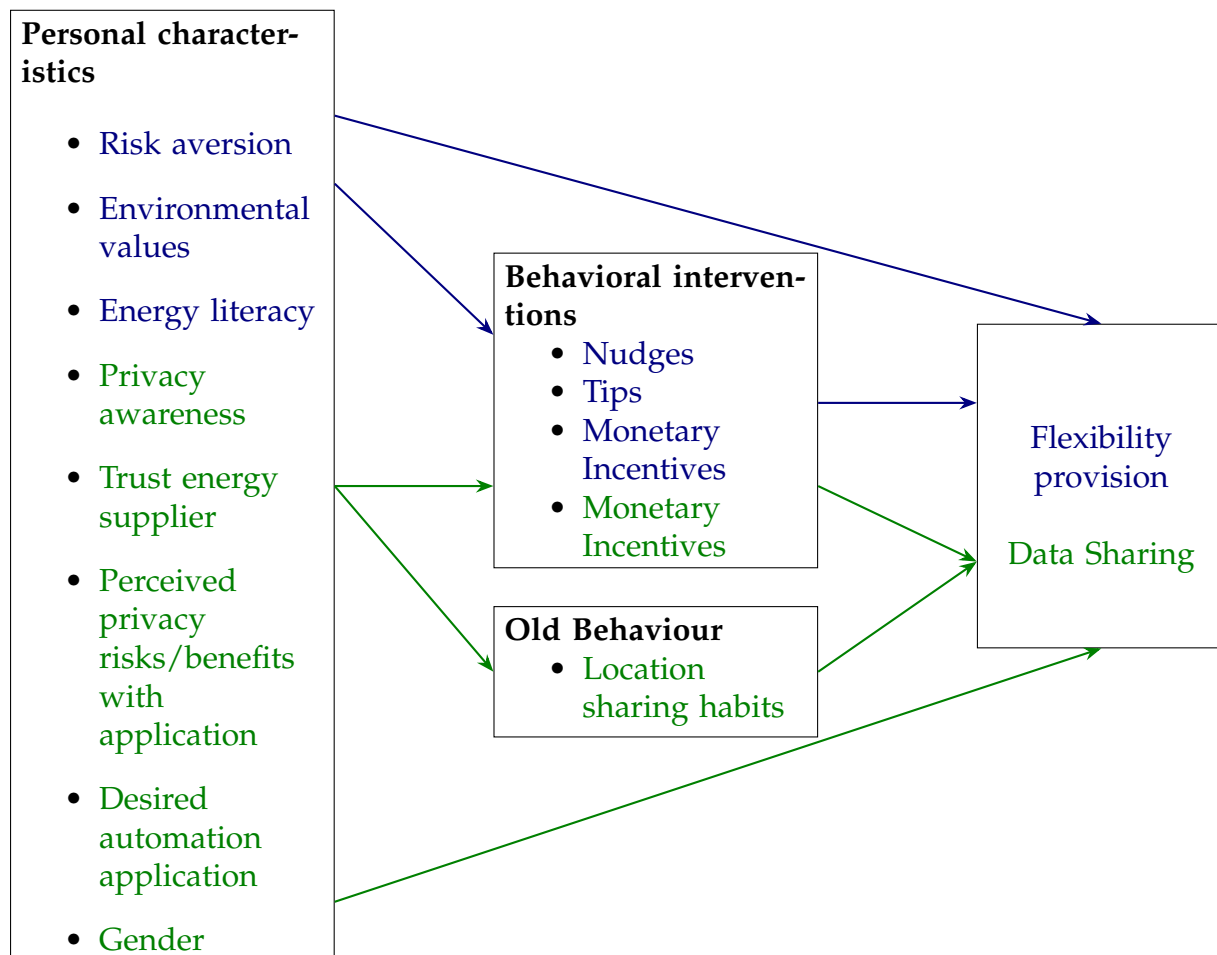 Personal character-
istics
• Risk aversion
• Environmental
values
• Energy literacy
• Privacy
awareness
• Trust energy
supplier
• Perceived
privacy
risks/benefits
with
application
• Desired
automation
application
• Gender
Behavioral interven-
tions
• Nudges
• Tips
• Monetary
Incentives
• Monetary
Incentives
Old Behaviour
• Location
sharing habits
Flexibility
provision
Data Sharing